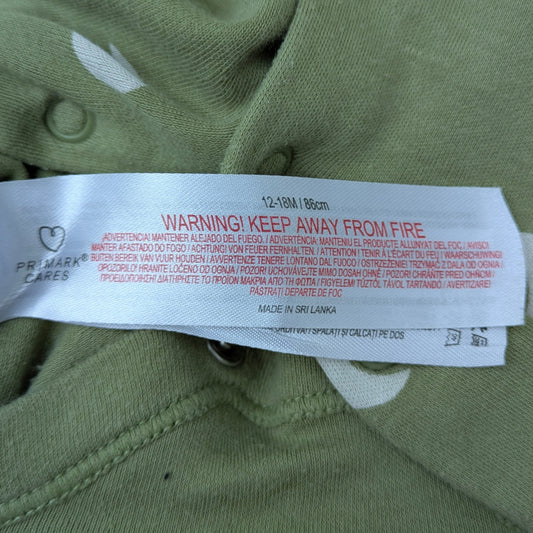 12-18M / 86cm
WARNING! KEEP AWAY FROM FIRE
¡ADVERTENCIA! MANTENER ALEJADO DEL FUEGO. / ADVERTÈNCIA: MANTENIU EL PRODUCTE ALLUNYAT DEL FOC. / AVISO!
MANTER AFASTADO DO FOGO / ACHTUNG! VON FEUER FERNHALTEN. / ATTENTION ! TENIR À L'ÉCART DU FEU / WAARSCHUWING!
BUITEN BEREIK VAN VUUR HOUDEN / AVVERTENZE TENERE LONTANO DAL FUOCO / OSTRZEŻENIE! TRZYMAĆ Z DALA OD OGNIA /
OPOZORILO! HRANITE LOČENO OD OGNJA / POZOR! UCHOVÁVEJTE MIMO DOSAH OHNĚ / POZOR! CHRÁŇTE PRED OHŇOM /
ΠΡΟΕΙΔΟΠΟΙΗΣΗ! ΔΙΑΤΗΡΗΣΤΕ ΤΟ ΠΡΟΪΟΝ ΜΑΚΡΙΑ ΑΠΟ ΤΗ ΦΩΤΙΑ / FIGYELEM! TŰZTŐL TÁVOL TARTANDÓ / AVERTIZARE!
PĂSTRAȚI DEPARTE DE FOC
MADE IN SRI LANKA
PRIMARK®
CARES
SPĂLAȚI ȘI CĂLCAȚI PE DOS